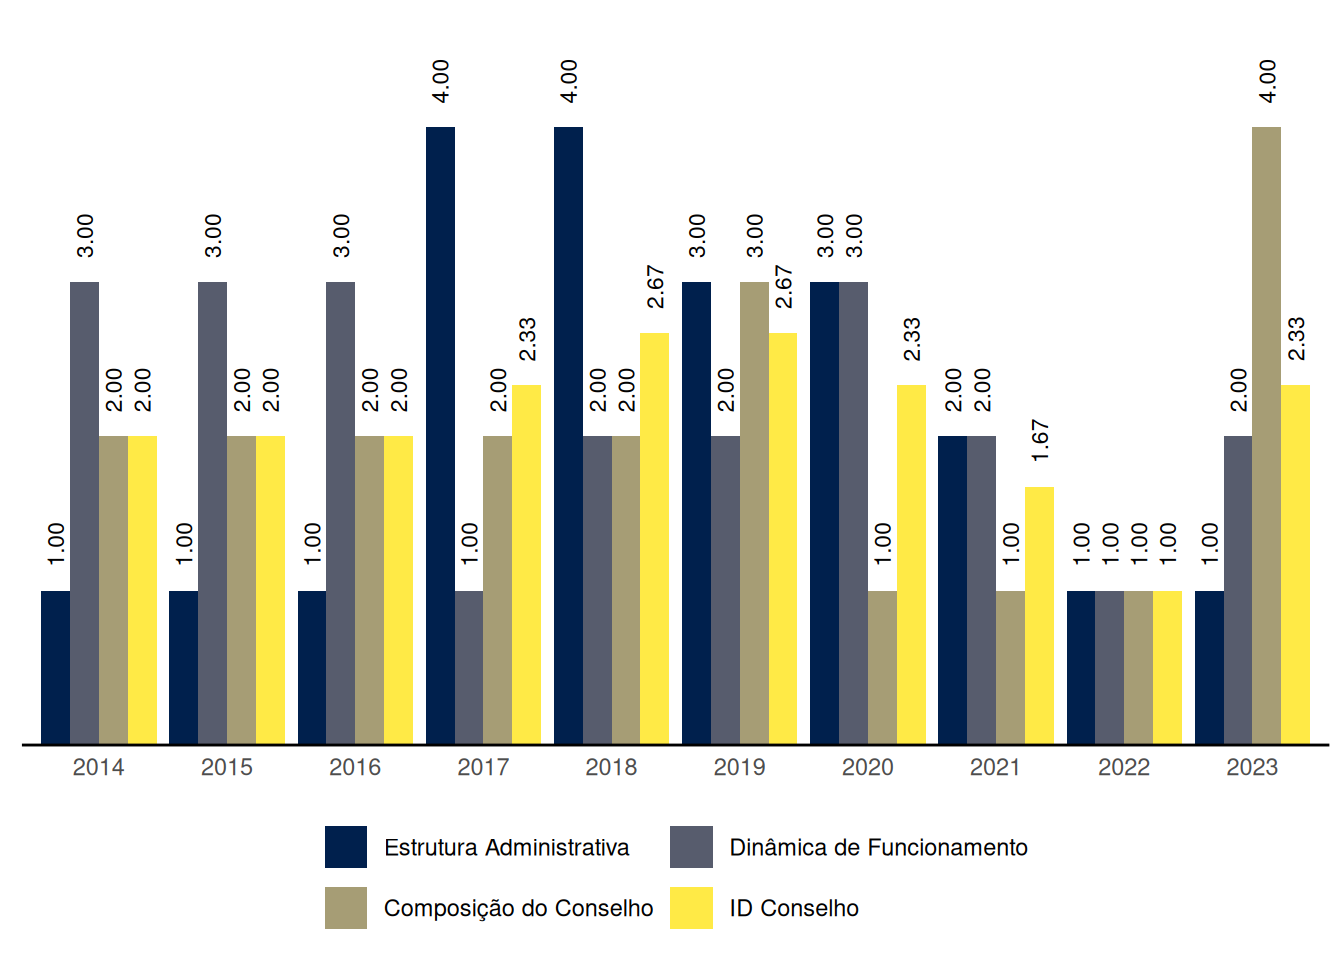 4.00 4.00 4.00
3.00 3.00 3.00 3.00 3.00 3.00 3.00
2.67 2.67
2.33 2.33 2.33
2.00 2.00 2.00 2.00 2.00 2.00 2.00 2.00 2.00 2.00 2.00 2.00 2.00
1.67
1.00 1.00 1.00 1.00 1.00 1.00 1.00 1.00 1.00 1.00 1.00
2014 2015 2016 2017 2018 2019 2020 2021 2022 2023
Estrutura Administrativa Dinâmica de Funcionamento
Composição do Conselho ID Conselho